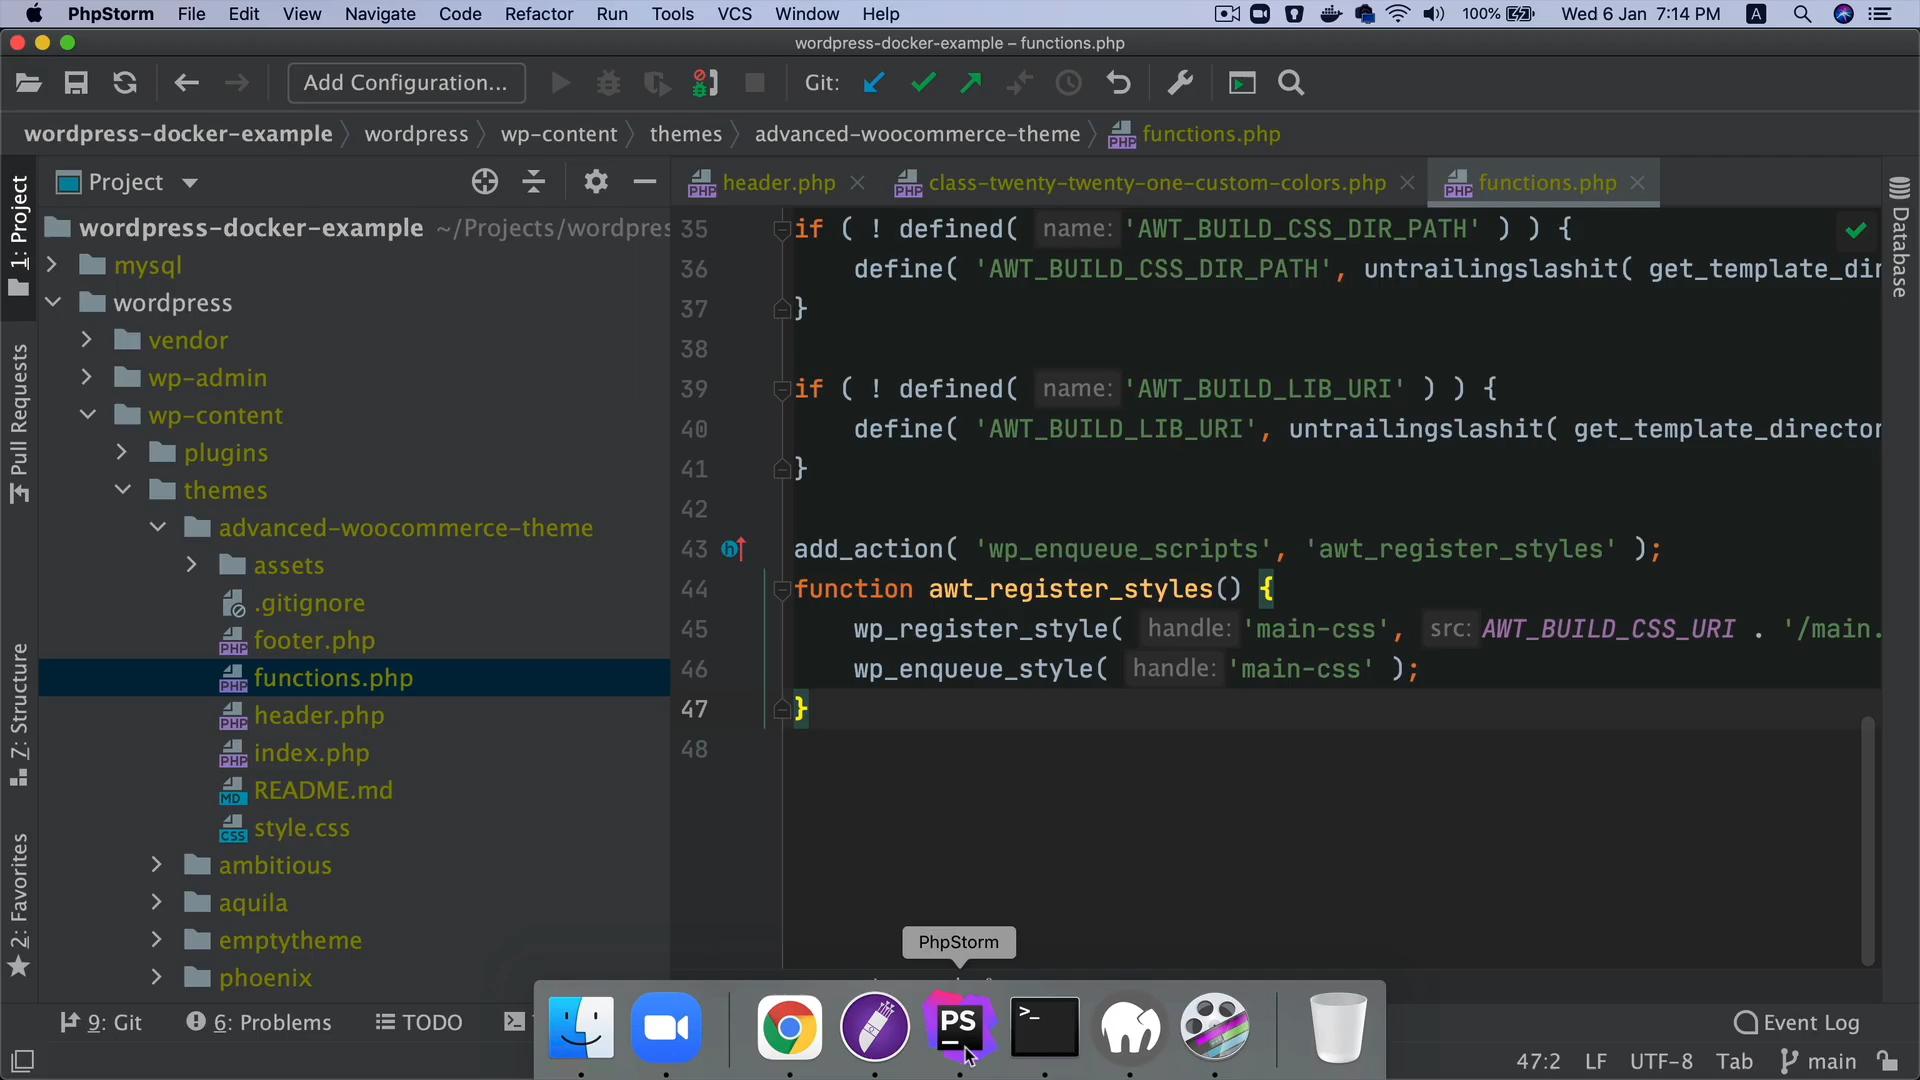 PhpStorm File Edit View Navigate Code Refactor Run Tools VCS Window Help 100% Wed 6 Jan 7:14 PM A
wordpress-docker-example – functions.php
Add Configuration... Git:
wordpress-docker-example wordpress wp-content themes advanced-woocommerce-theme functions.php
Project
header.php class-twenty-twenty-one-custom-colors.php functions.php
1: Project
Pull Requests
Z: Structure
2: Favorites
wordpress-docker-example ~/Projects/wordpres
mysql
wordpress
vendor
wp-admin
wp-content
plugins
themes
advanced-woocommerce-theme
assets
.gitignore
footer.php
functions.php
header.php
index.php
README.md
style.css
ambitious
aquila
emptytheme
phoenix
35 if ( ! defined( name: 'AWT_BUILD_CSS_DIR_PATH' ) ) {
36 define( 'AWT_BUILD_CSS_DIR_PATH', untrailingslashit( get_template_dir
37 }
38
39 if ( ! defined( name: 'AWT_BUILD_LIB_URI' ) ) {
40 define( 'AWT_BUILD_LIB_URI', untrailingslashit( get_template_director
41 }
42
43 add_action( 'wp_enqueue_scripts', 'awt_register_styles' );
44 function awt_register_styles() {
45 wp_register_style( handle: 'main-css', src: AWT_BUILD_CSS_URI . '/main.
46 wp_enqueue_style( handle: 'main-css' );
47 }
48
Database
PhpStorm
PS
9: Git 6: Problems TODO
Event Log
47:2 LF UTF-8 Tab main